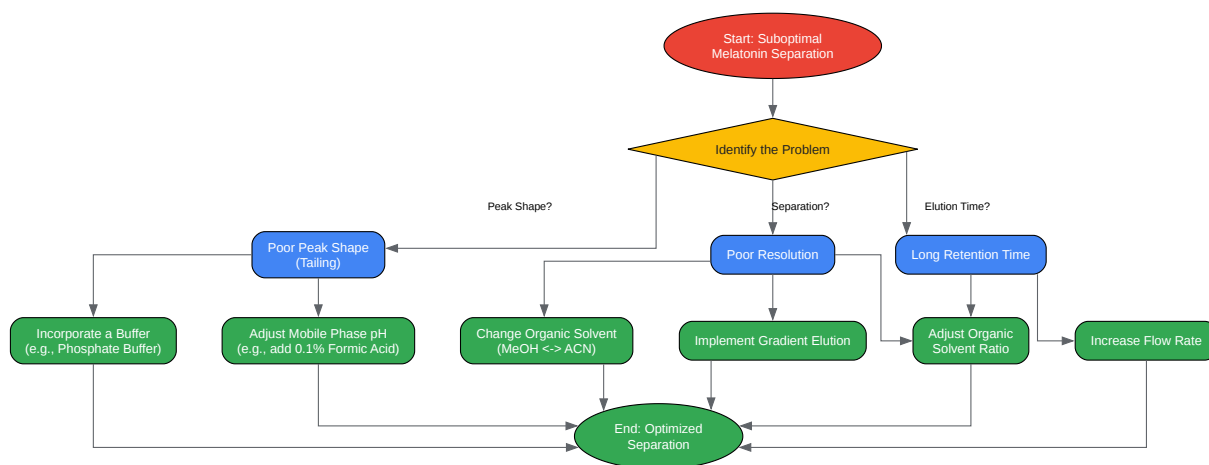 Start: Suboptimal
Melatonin Separation
Identify the Problem
Peak Shape?
Separation?
Elution Time?
Poor Peak Shape
(Tailing)
Poor Resolution
Long Retention Time
Incorporate a Buffer
(e.g., Phosphate Buffer)
Adjust Mobile Phase pH
(e.g., add 0.1% Formic Acid)
Change Organic Solvent
(MeOH <-> ACN)
Implement Gradient Elution
Adjust Organic
Solvent Ratio
Increase Flow Rate
End: Optimized
Separation